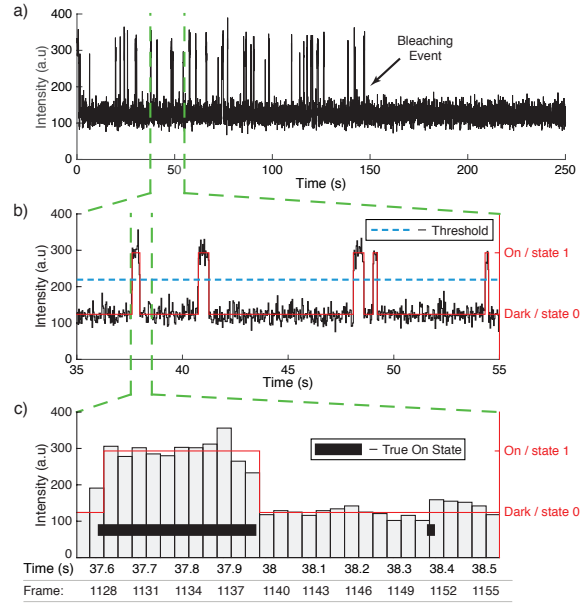 a)
Intensity (a.u)
400
300
200
100
0
Bleaching
Event
0 50 100 150 200 250
Time (s)
b)
Intensity (a.u)
400
300
200
100
0
– Threshold
On / state 1
Dark / state 0
35 40 45 50 55
Time (s)
c)
Intensity (a.u)
400
300
200
100
0
– True On State
On / state 1
Dark / state 0
Time (s) 37.6 37.7 37.8 37.9 38 38.1 38.2 38.3 38.4 38.5
Frame: 1128 1131 1134 1137 1140 1143 1146 1149 1152 1155